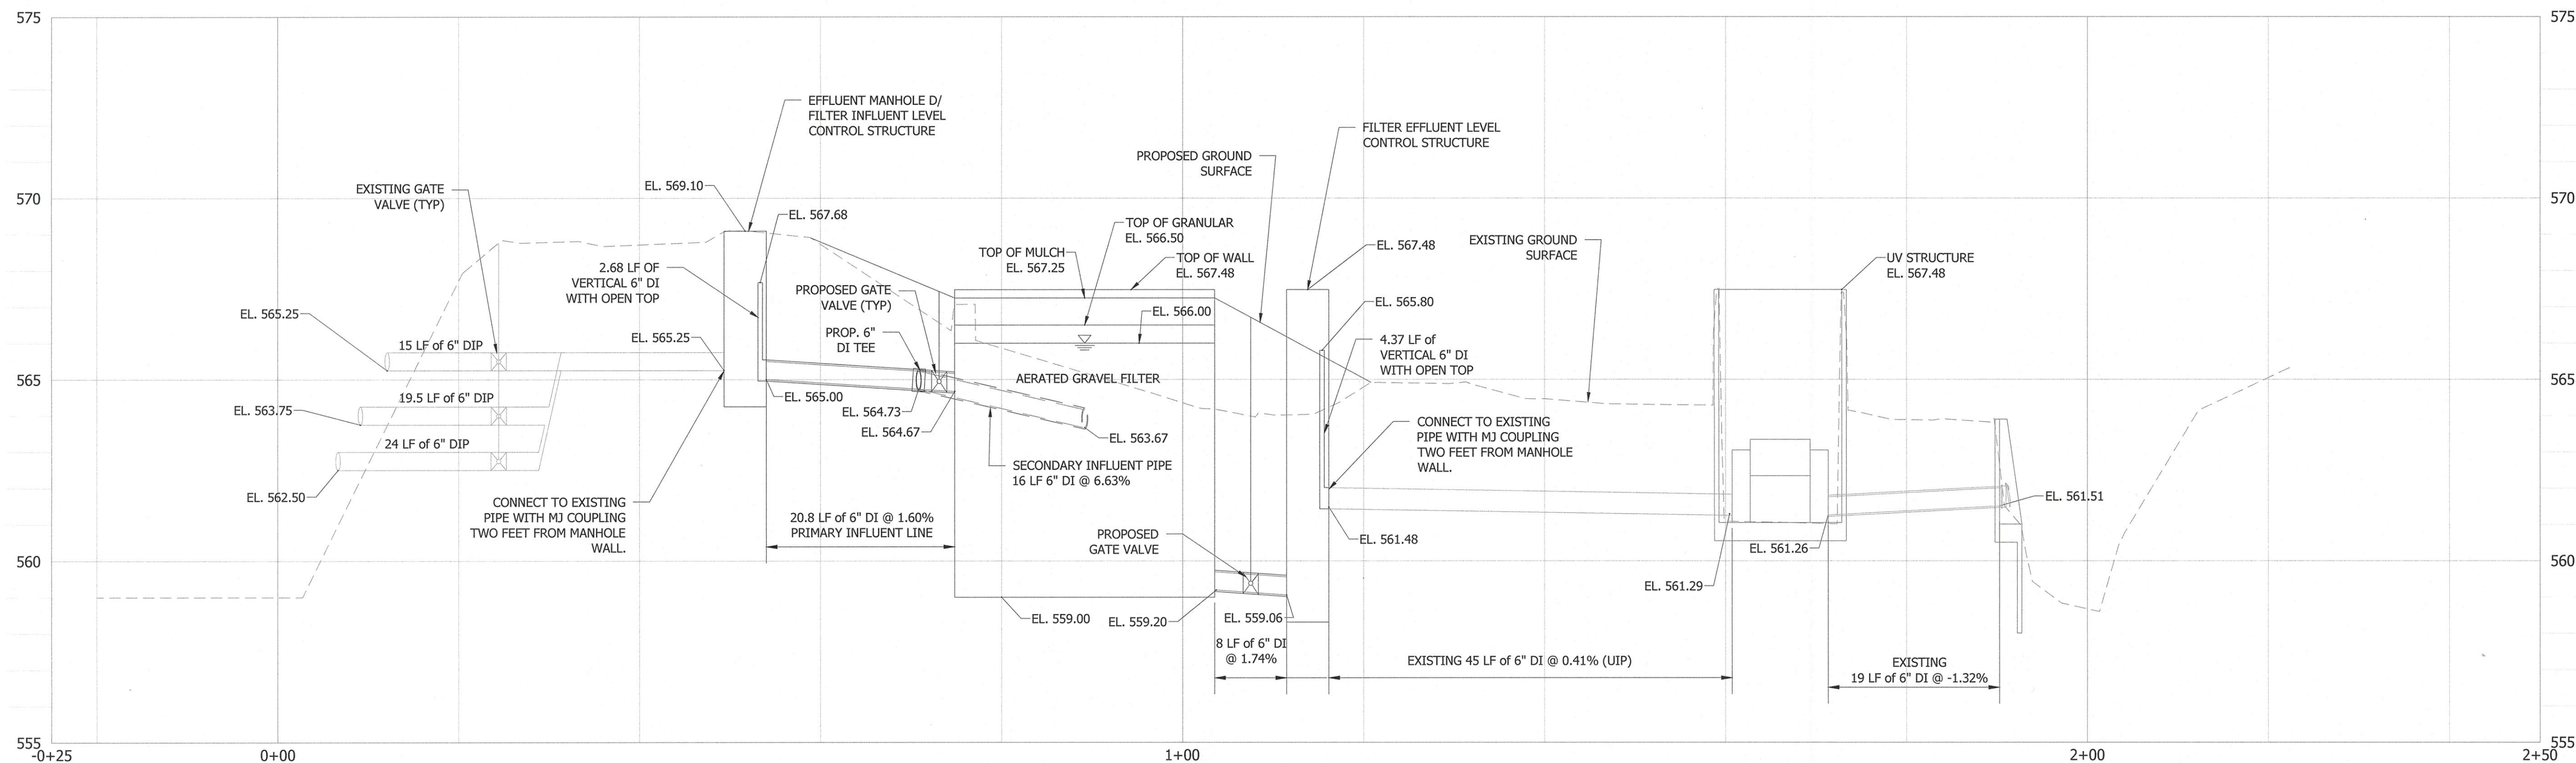 575
575
EFFLUENT MANHOLE D/
FILTER INFLUENT LEVEL
CONTROL STRUCTURE
FILTER EFFLUENT LEVEL
CONTROL STRUCTURE
PROPOSED GROUND
SURFACE
570
EXISTING GATE
VALVE (TYP)
EL. 569.10
EL. 567.68
TOP OF GRANULAR
EL. 566.50
TOP OF MULCH
EL. 567.25
TOP OF WALL
EL. 567.48
EL. 567.48
EXISTING GROUND
SURFACE
UV STRUCTURE
EL. 567.48
570
2.68 LF OF
VERTICAL 6" DI
WITH OPEN TOP
PROPOSED GATE
VALVE (TYP)
EL. 565.80
EL. 566.00
EL. 565.25
15 LF of 6" DIP
EL. 565.25
PROP. 6"
DI TEE
4.37 LF of
VERTICAL 6" DI
WITH OPEN TOP
565
AERATED GRAVEL FILTER
565
19.5 LF of 6" DIP
EL. 563.75
EL. 565.00
EL. 564.73
EL. 564.67
EL. 563.67
CONNECT TO EXISTING
PIPE WITH MJ COUPLING
TWO FEET FROM MANHOLE
WALL.
24 LF of 6" DIP
EL. 562.50
SECONDARY INFLUENT PIPE
16 LF 6" DI @ 6.63%
CONNECT TO EXISTING
PIPE WITH MJ COUPLING
TWO FEET FROM MANHOLE
WALL.
20.8 LF of 6" DI @ 1.60%
PRIMARY INFLUENT LINE
PROPOSED
GATE VALVE
EL. 561.48
EL. 561.26
EL. 561.51
560
560
EL. 561.29
EL. 559.00
EL. 559.20
EL. 559.06
8 LF of 6" DI
@ 1.74%
EXISTING 45 LF of 6" DI @ 0.41% (UIP)
EXISTING
19 LF of 6" DI @ -1.32%
555
555
-0+25
0+00
1+00
2+00
2+50